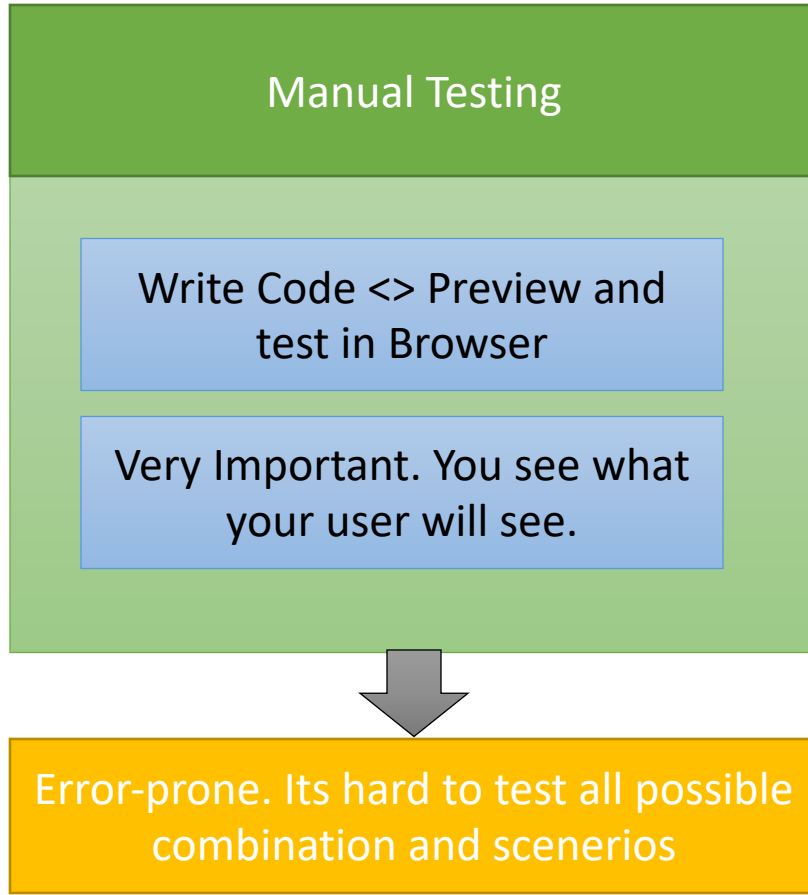 Manual Testing
Write Code <> Preview and
test in Browser
Very Important. You see what
your user will see.
Error-prone. Its hard to test all possible
combination and scenerios